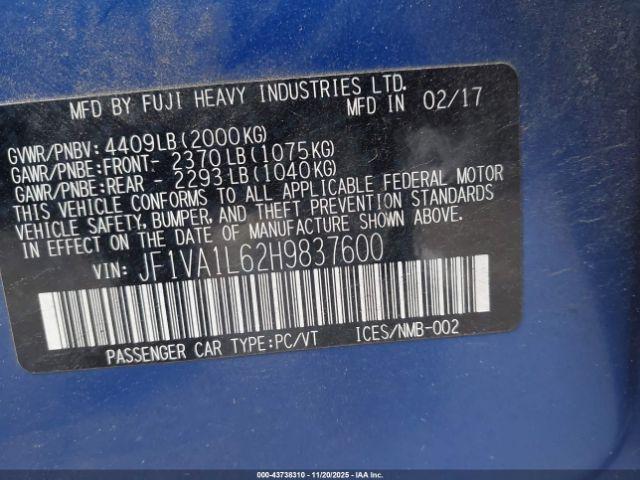 MFD BY FUJI HEAVY INDUSTRIES LTD.
MFD IN 02/17
GVWR/PNBV: 4409LB(2000KG)
GAWR/PNBE:FRONT- 2370LB(1075KG)
GAWR/PNBE:REAR 2293LB(1040KG)
THIS VEHICLE CONFORMS TO ALL APPLICABLE FEDERAL MOTOR
VEHICLE SAFETY,BUMPER,AND THEFT PREVENTION STANDARDS
IN EFFECT ON THE DATE OF MANUFACTURE SHOWN ABOVE.
VIN: JF1VA1L62H9837600
PASSENGER CAR TYPE:PC/VT ICES/NMB-002
000-43738310 - 11/20/2025 - IAAI.COM